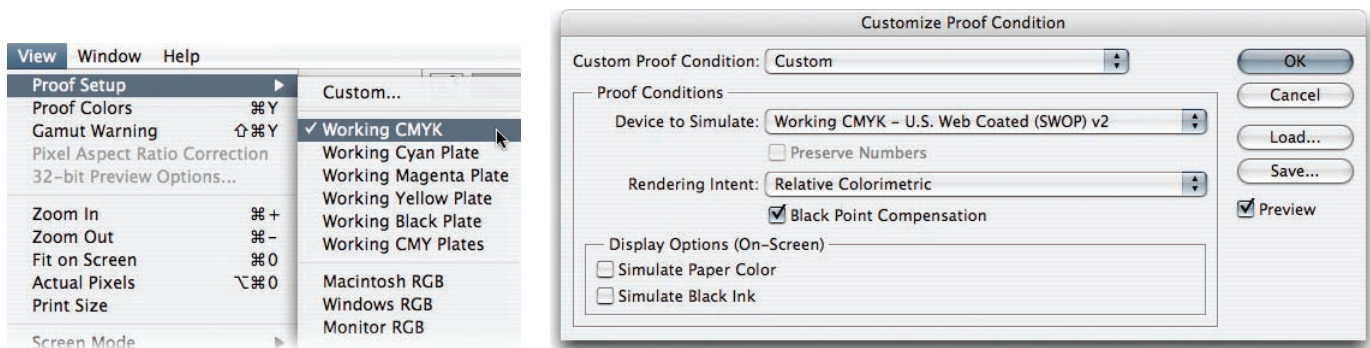 View Window Help
Proof Setup ▶
Proof Colors ⌘Y
Gamut Warning ⇧⌘Y
Pixel Aspect Ratio Correction
32-bit Preview Options...
Zoom In ⌘+
Zoom Out ⌘–
Fit on Screen ⌘0
Actual Pixels ⌥⌘0
Print Size
Screen Mode ▶
Custom...
✓ Working CMYK
Working Cyan Plate
Working Magenta Plate
Working Yellow Plate
Working Black Plate
Working CMY Plates
Macintosh RGB
Windows RGB
Monitor RGB
Customize Proof Condition
Custom Proof Condition: Custom
Proof Conditions
Device to Simulate: Working CMYK – U.S. Web Coated (SWOP) v2
Preserve Numbers
Rendering Intent: Relative Colorimetric
Black Point Compensation
Display Options (On-Screen)
Simulate Paper Color
Simulate Black Ink
OK
Cancel
Load...
Save...
Preview